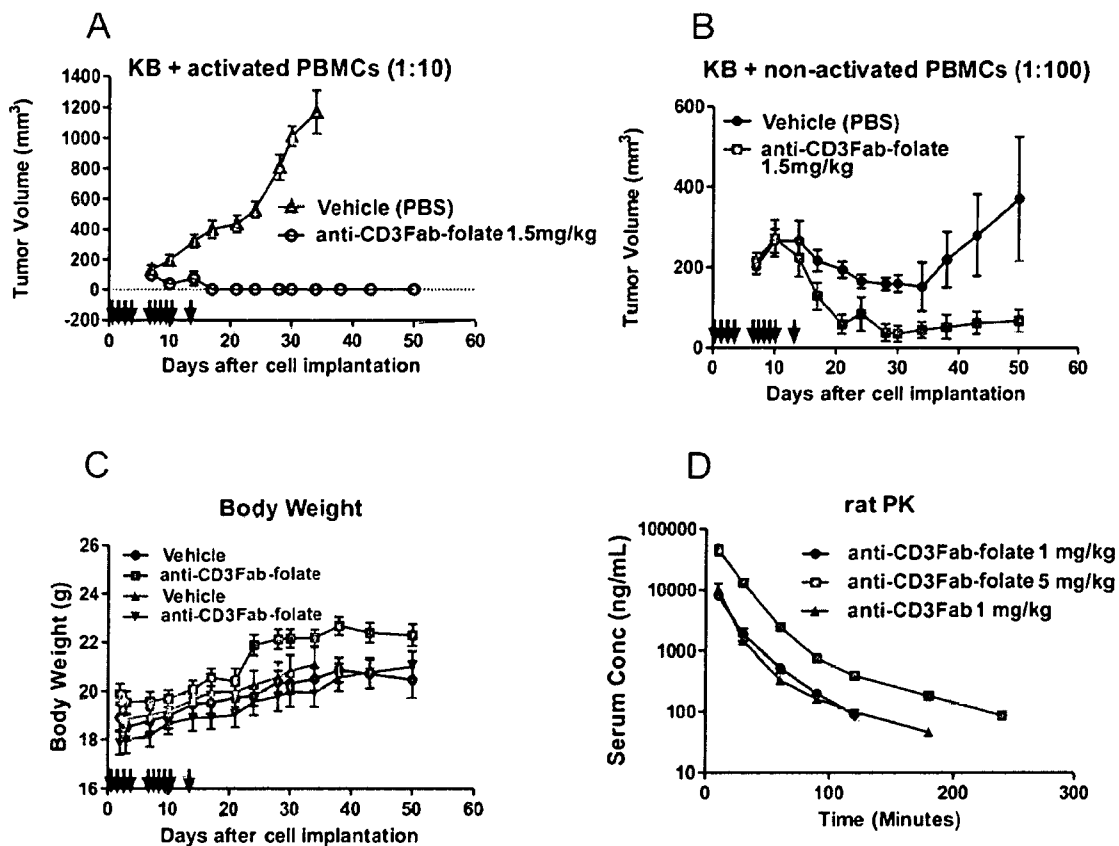 A
KB + activated PBMCs (1:10)
1400
1200
1000
800
600
400
200
0
-200
Tumor Volume (mm³)
Vehicle (PBS)
anti-CD3Fab-folate 1.5mg/kg
0 10 20 30 40 50 60
Days after cell implantation
B
KB + non-activated PBMCs (1:100)
600
400
200
0
Tumor Volume (mm³)
Vehicle (PBS)
anti-CD3Fab-folate
1.5mg/kg
0 10 20 30 40 50 60
Days after cell implantation
C
Body Weight
26
24
22
20
18
16
Body Weight (g)
Vehicle
anti-CD3Fab-folate
Vehicle
anti-CD3Fab-folate
0 10 20 30 40 50 60
Days after cell implantation
D
rat PK
100000
10000
1000
100
10
Serum Conc (ng/mL)
anti-CD3Fab-folate 1 mg/kg
anti-CD3Fab-folate 5 mg/kg
anti-CD3Fab 1 mg/kg
0 100 200 300
Time (Minutes)